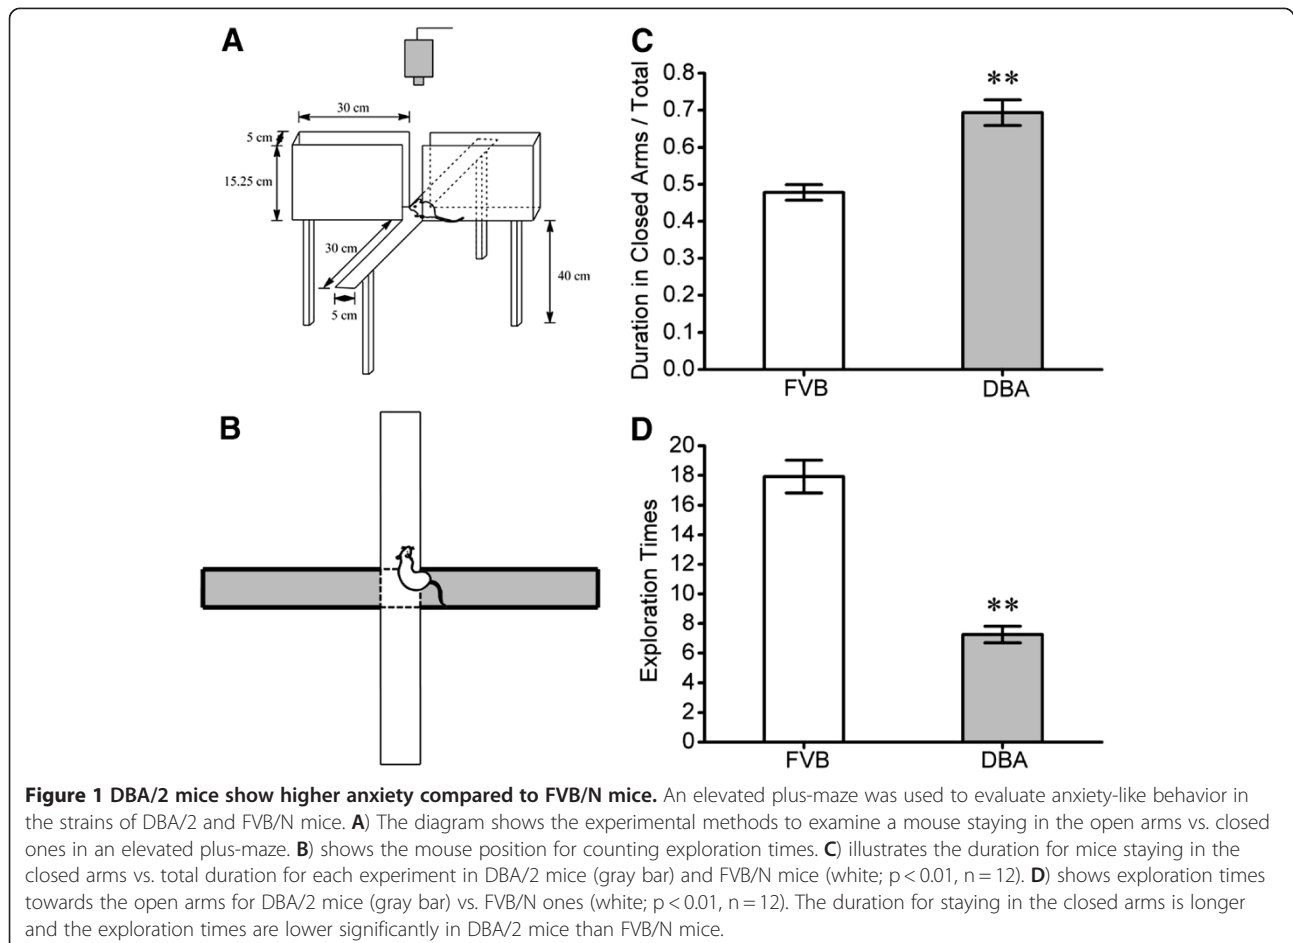 A
30 cm
5 cm
15.25 cm
30 cm
40 cm
5 cm
B
C
Duration in Closed Arms / Total
0.8
0.7
0.6
0.5
0.4
0.3
0.2
0.1
0.0
**
FVB
DBA
D
Exploration Times
20
18
16
14
12
10
8
6
4
2
0
**
FVB
DBA
Figure 1 DBA/2 mice show higher anxiety compared to FVB/N mice. An elevated plus-maze was used to evaluate anxiety-like behavior in
the strains of DBA/2 and FVB/N mice. A) The diagram shows the experimental methods to examine a mouse staying in the open arms vs. closed
ones in an elevated plus-maze. B) shows the mouse position for counting exploration times. C) illustrates the duration for mice staying in the
closed arms vs. total duration for each experiment in DBA/2 mice (gray bar) and FVB/N mice (white; p < 0.01, n = 12). D) shows exploration times
towards the open arms for DBA/2 mice (gray bar) vs. FVB/N ones (white; p < 0.01, n = 12). The duration for staying in the closed arms is longer
and the exploration times are lower significantly in DBA/2 mice than FVB/N mice.